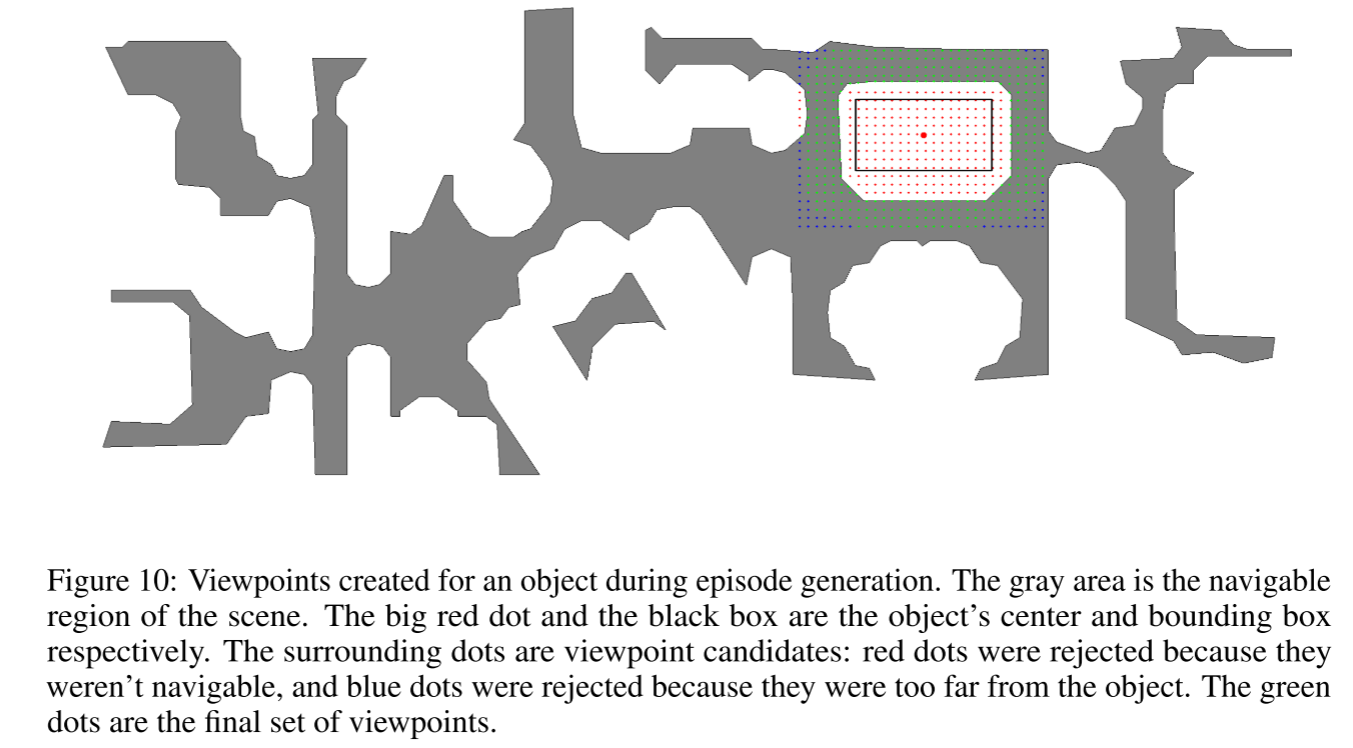 Figure 10: Viewpoints created for an object during episode generation. The gray area is the navigable
region of the scene. The big red dot and the black box are the object’s center and bounding box
respectively. The surrounding dots are viewpoint candidates: red dots were rejected because they
weren’t navigable, and blue dots were rejected because they were too far from the object. The green
dots are the final set of viewpoints.